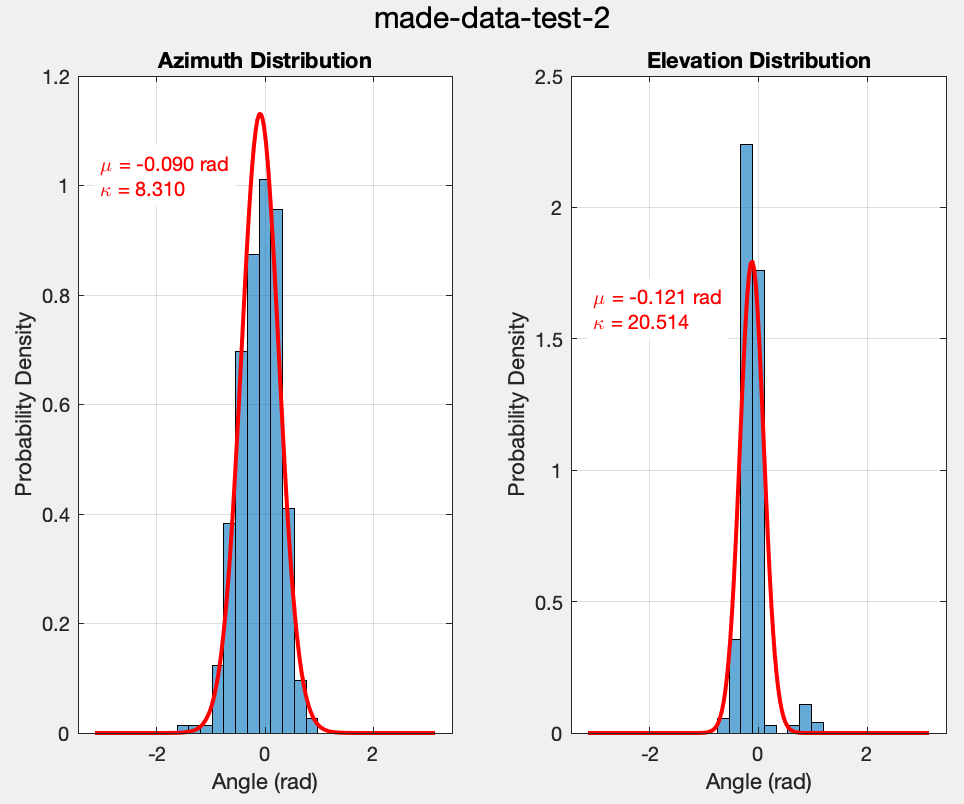 made-data-test-2
Azimuth Distribution
1.2
1
0.8
0.6
0.4
0.2
0
Probability Density
μ = -0.090 rad
κ = 8.310
-2
0
2
Angle (rad)
Elevation Distribution
2.5
2
1.5
1
0.5
0
Probability Density
μ = -0.121 rad
κ = 20.514
-2
0
2
Angle (rad)